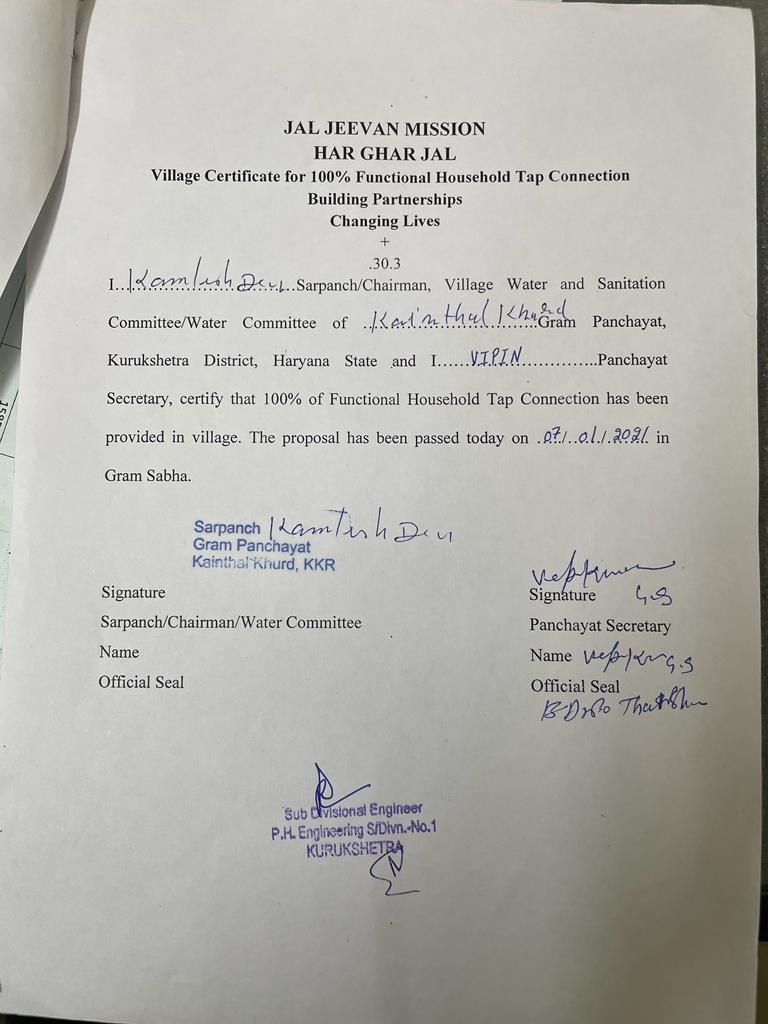 JAL JEEVAN MISSION
HAR GHAR JAL
Village Certificate for 100% Functional Household Tap Connection
Building Partnerships
Changing Lives
+
.30.3
I..Kamlesh Devi..Sarpanch/Chairman, Village Water and Sanitation
Committee/Water Committee of ..Kainthal Khurd......Gram Panchayat,
Kurukshetra District, Haryana State and I......VIPIN..............Panchayat
Secretary, certify that 100% of Functional Household Tap Connection has been
provided in village. The proposal has been passed today on .07./..01./.2021. in
Gram Sabha.
Sarpanch Kamlesh Devi
Gram Panchayat
Kainthal Khurd, KKR
Signature
Signature G.S
Sarpanch/Chairman/Water Committee
Panchayat Secretary
Name
Name G.S
Official Seal
Official Seal
Sub Divisional Engineer
P.H. Engineering S/Divn.-No.1
KURUKSHETRA